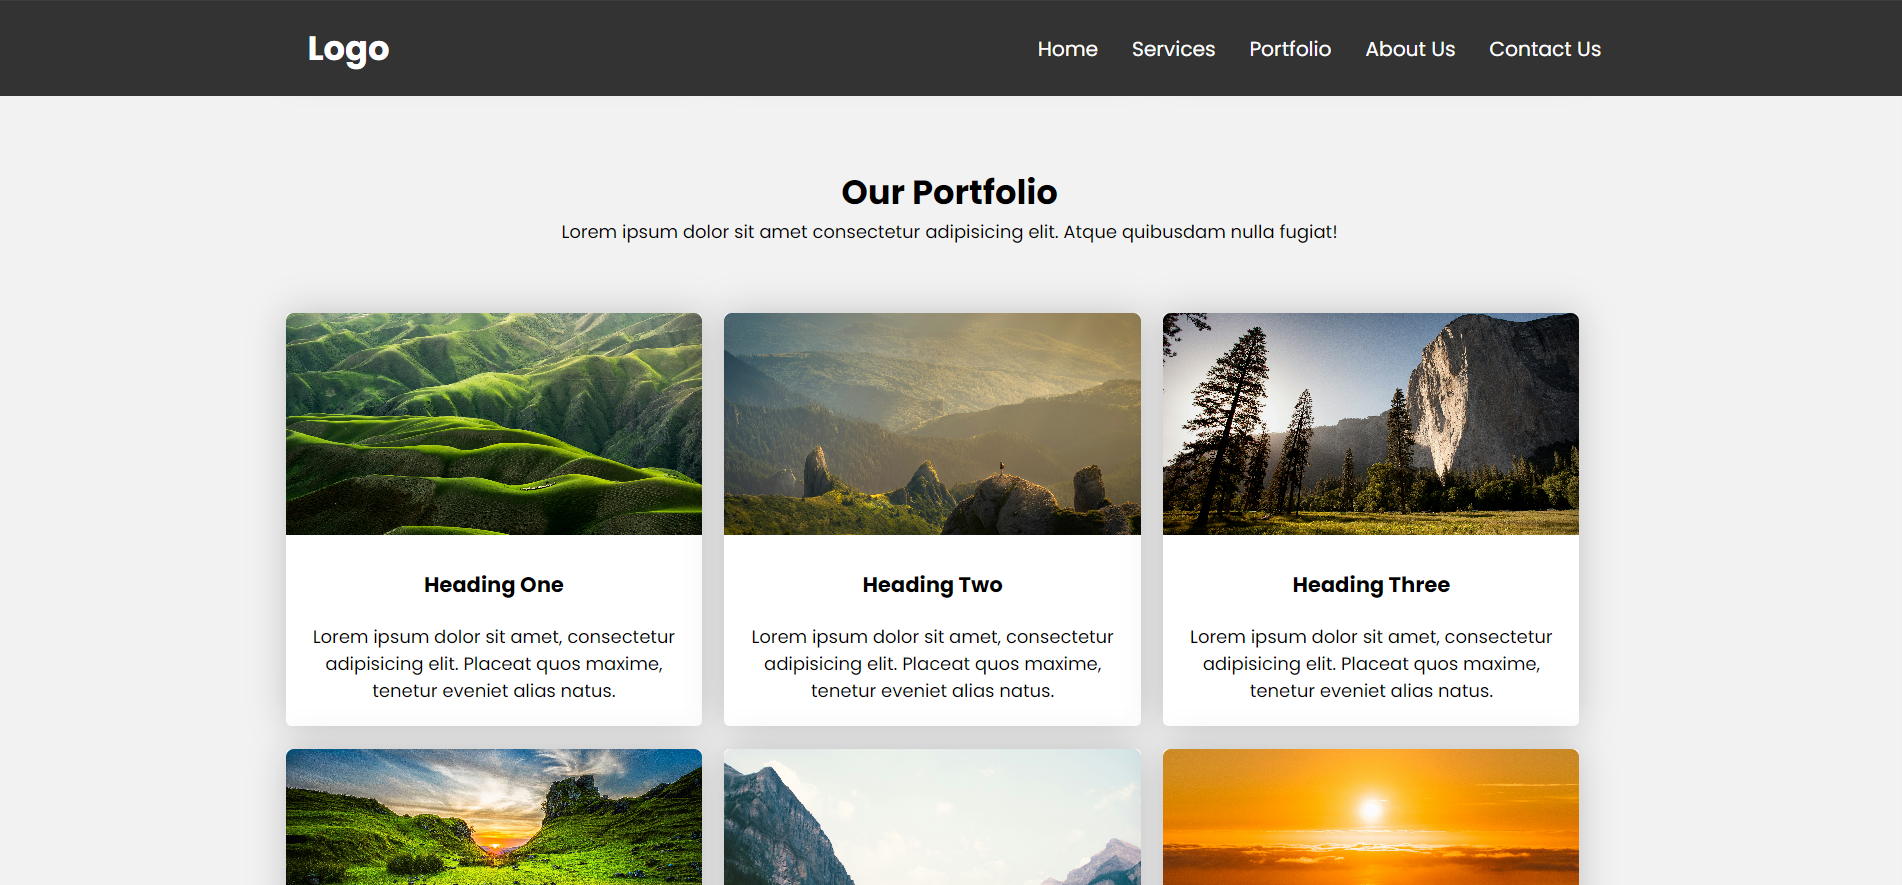 Logo
Home Services Portfolio About Us Contact Us
Our Portfolio
Lorem ipsum dolor sit amet consectetur adipisicing elit. Atque quibusdam nulla fugiat!
Heading One
Lorem ipsum dolor sit amet, consectetur
adipisicing elit. Placeat quos maxime,
tenetur eveniet alias natus.
Heading Two
Lorem ipsum dolor sit amet, consectetur
adipisicing elit. Placeat quos maxime,
tenetur eveniet alias natus.
Heading Three
Lorem ipsum dolor sit amet, consectetur
adipisicing elit. Placeat quos maxime,
tenetur eveniet alias natus.